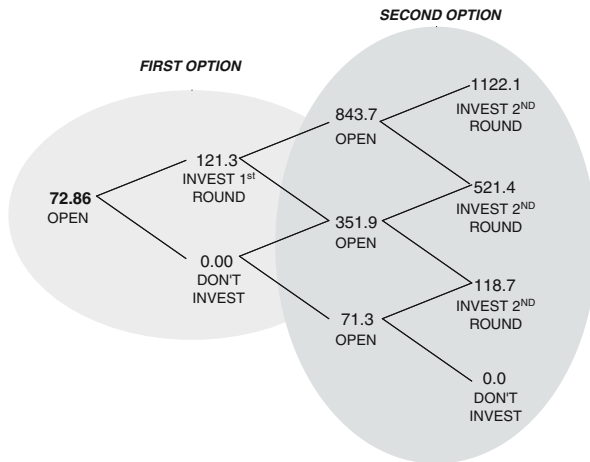 SECOND OPTION
FIRST OPTION
72.86
OPEN
121.3
INVEST 1st
ROUND
0.00
DON'T
INVEST
843.7
OPEN
351.9
OPEN
71.3
OPEN
1122.1
INVEST 2ND
ROUND
521.4
INVEST 2ND
ROUND
118.7
INVEST 2ND
ROUND
0.0
DON'T
INVEST